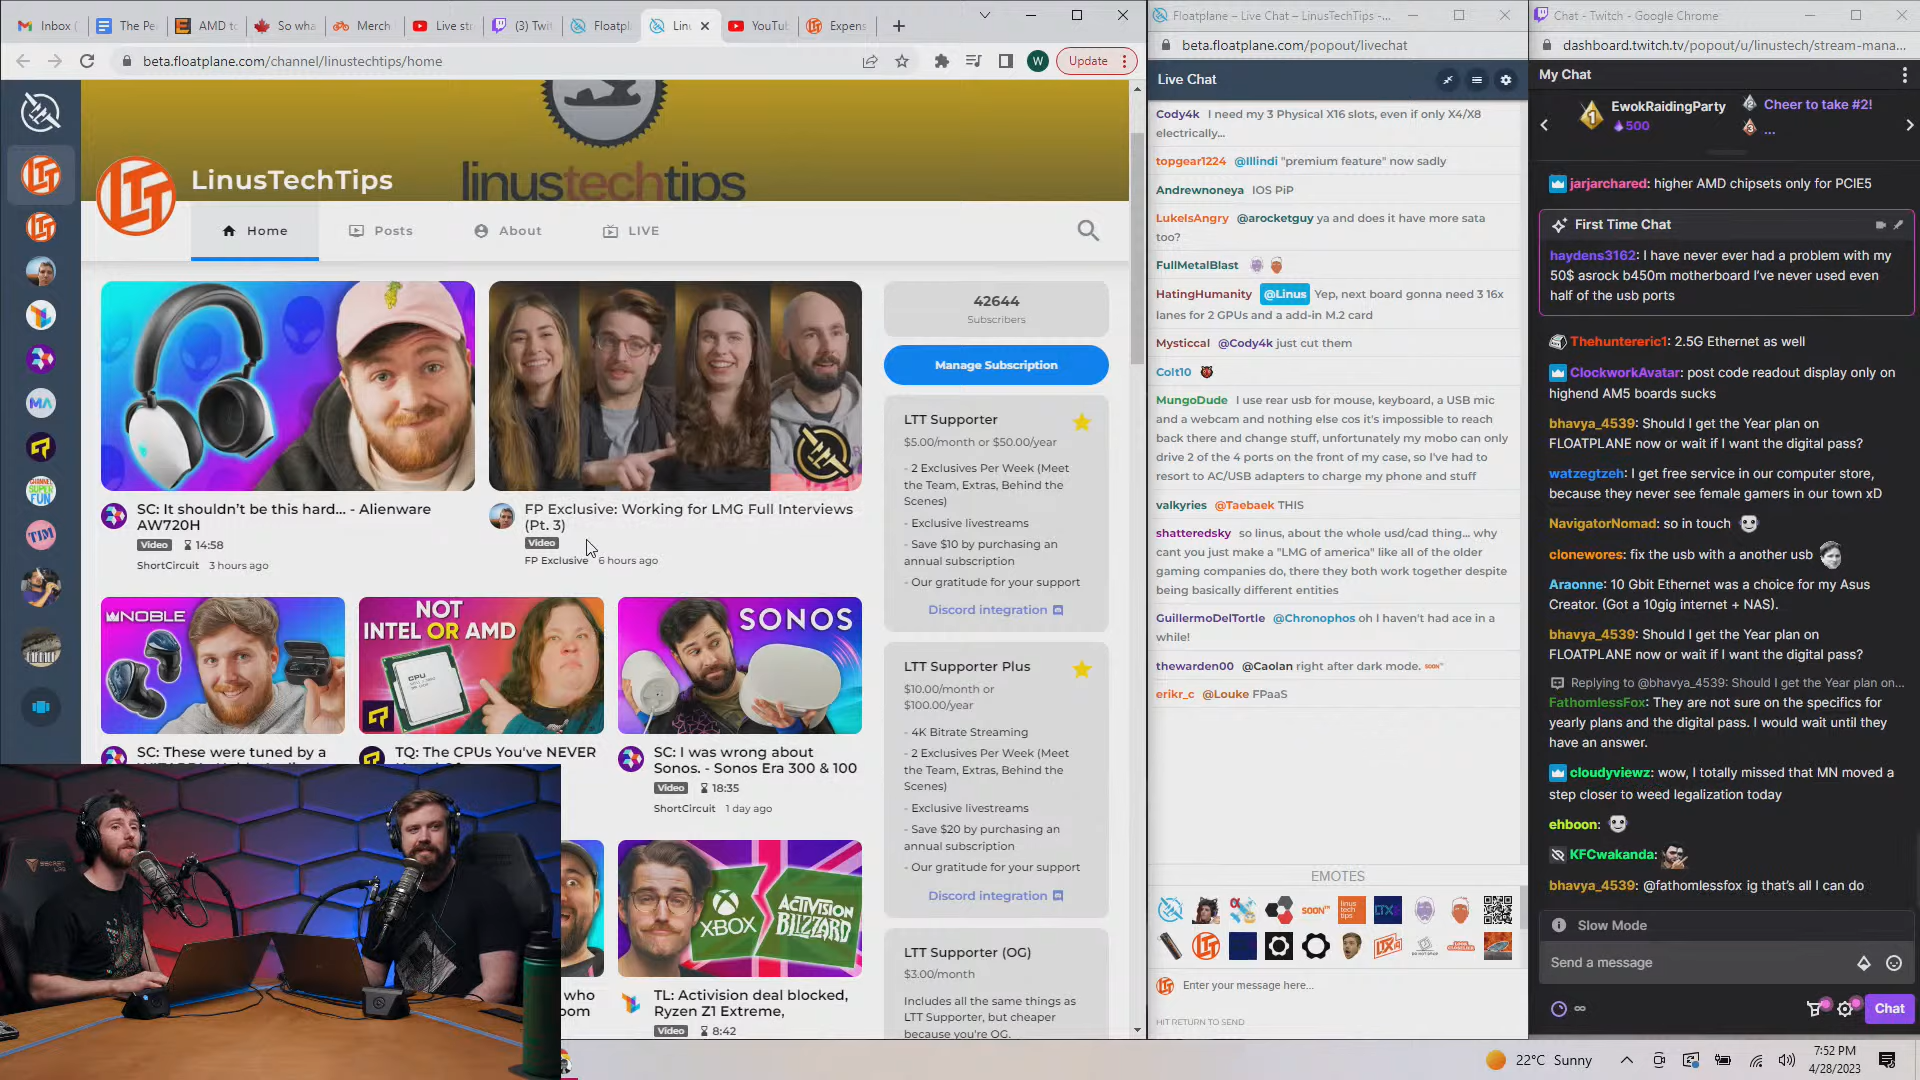 Inbox
The Pe
AMD to
So wha
Merch
Live str
(3) Twit
Floatpl
Linu
YouTu
Expens
beta.floatplane.com/channel/linustechtips/home
W
Update
LTT
LinusTechTips
linustechtips
Home
Posts
About
LIVE
42644
Subscribers
Manage Subscription
SC: It shouldn't be this hard... - Alienware
AW720H
Video
14:58
ShortCircuit 3 hours ago
FP Exclusive: Working for LMG Full Interviews
(Pt. 3)
Video
FP Exclusive 6 hours ago
LTT Supporter
$5.00/month or $50.00/year
- 2 Exclusives Per Week (Meet
the Team, Extras, Behind the
Scenes)
- Exclusive livestreams
- Save $10 by purchasing an
annual subscription
- Our gratitude for your support
Discord integration
NOBLE
NOT
INTEL OR AMD
CPU
SONOS
SC: These were tuned by a
TQ: The CPUs You've NEVER
SC: I was wrong about
Sonos. - Sonos Era 300 & 100
Video
18:35
ShortCircuit 1 day ago
LTT Supporter Plus
$10.00/month or
$100.00/year
- 4K Bitrate Streaming
- 2 Exclusives Per Week (Meet
the Team, Extras, Behind the
Scenes)
- Exclusive livestreams
- Save $20 by purchasing an
annual subscription
- Our gratitude for your support
Discord integration
XBOX
ACTIVISION
BLIZZARD
who
oom
TL: Activision deal blocked,
Ryzen Z1 Extreme,
Video
8:42
LTT Supporter (OG)
$3.00/month
Includes all the same things as
LTT Supporter, but cheaper
because you're OG.
MA
CHANNEL
SUPER
FUN
TIM
Floatplane – Live Chat – LinusTechTips -...
beta.floatplane.com/popout/livechat
Live Chat
Cody4k I need my 3 Physical X16 slots, even if only X4/X8
electrically...
topgear1224 @Illindi "premium feature" now sadly
Andrewnoneya IOS PiP
LukeIsAngry @arocketguy ya and does it have more sata
too?
FullMetalBlast
HatingHumanity @Linus Yep, next board gonna need 3 16x
lanes for 2 GPUs and a add-in M.2 card
Mysticcal @Cody4k just cut them
Colt10
MungoDude I use rear usb for mouse, keyboard, a USB mic
and a webcam and nothing else cos it's impossible to reach
back there and change stuff, unfortunately my mobo can only
drive 2 of the 4 ports on the front of my case, so I've had to
resort to AC/USB adapters to charge my phone and stuff
valkyries @Taebaek THIS
shatteredsky so linus, about the whole usd/cad thing... why
cant you just make a "LMG of america" like all of the older
gaming companies do, there they both work together despite
being basically different entities
GuillermoDelTortle @Chronophos oh I haven't had ace in a
while!
thewarden00 @Caolan right after dark mode. SOON™
erikr_c @Louke FPaaS
EMOTES
SOON™
linus
tech
tips
LTX
Enter your message here...
HIT RETURN TO SEND
Chat - Twitch - Google Chrome
dashboard.twitch.tv/popout/u/linustech/stream-mana...
My Chat
1
EwokRaidingParty
500
2
3
Cheer to take #2!
...
jarjarchared: higher AMD chipsets only for PCIE5
First Time Chat
haydens3162: I have never ever had a problem with my
50$ asrock b450m motherboard I've never used even
half of the usb ports
Thehuntereric1: 2.5G Ethernet as well
ClockworkAvatar: post code readout display only on
highend AM5 boards sucks
bhavya_4539: Should I get the Year plan on
FLOATPLANE now or wait if I want the digital pass?
watzegtzeh: I get free service in our computer store,
because they never see female gamers in our town xD
NavigatorNomad: so in touch
clonewores: fix the usb with a another usb
Araonne: 10 Gbit Ethernet was a choice for my Asus
Creator. (Got a 10gig internet + NAS).
bhavya_4539: Should I get the Year plan on
FLOATPLANE now or wait if I want the digital pass?
Replying to @bhavya_4539: Should I get the Year plan on...
FathomlessFox: They are not sure on the specifics for
yearly plans and the digital pass. I would wait until they
have an answer.
cloudyviewz: wow, I totally missed that MN moved a
step closer to weed legalization today
ehboon:
KFCwakanda:
bhavya_4539: @fathomlessfox ig that's all I can do
Slow Mode
Send a message
∞
Chat
22°C Sunny
7:52 PM
4/28/2023